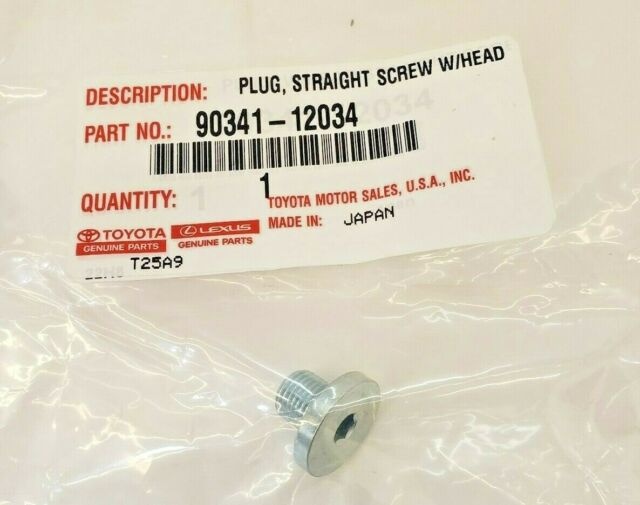 DESCRIPTION: PLUG, STRAIGHT SCREW W/HEAD
PART NO.: 90341-12034
QUANTITY: 1
TOYOTA MOTOR SALES, U.S.A., INC.
TOYOTA GENUINE PARTS
LEXUS GENUINE PARTS
MADE IN: JAPAN
T25A9